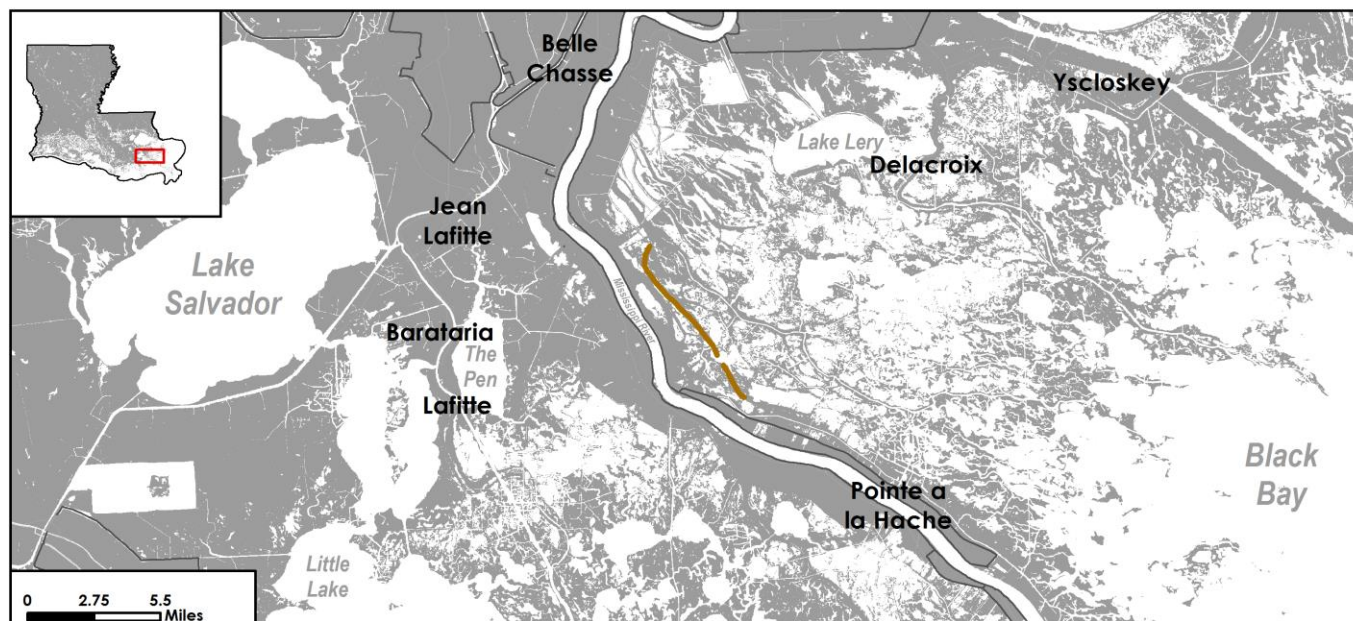 Belle
Chasse
Yscloskey
Lake Lery
Delacroix
Jean
Lafitte
Lake
Salvador
Mississippi River
Barataria
The
Pen
Lafitte
Black
Bay
Pointe a
la Hache
Little
Lake
0 2.75 5.5
Miles